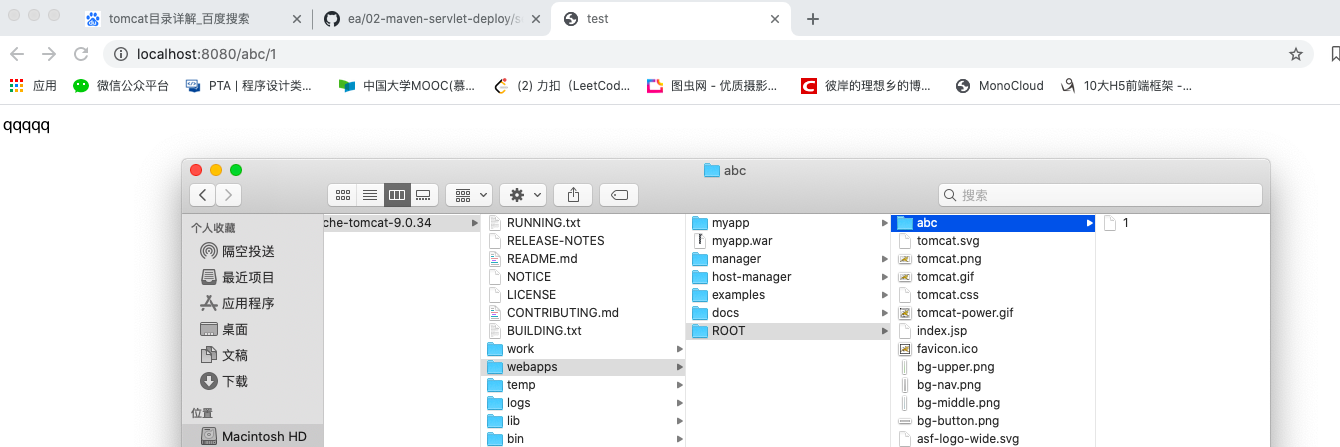 tomcat目录详解_百度搜索
ea/02-maven-servlet-deploy/se
test
localhost:8080/abc/1
应用
微信公众平台
PTA | 程序设计类...
中国大学MOOC(慕...
(2) 力扣（LeetCod...
图虫网 - 优质摄影...
彼岸的理想乡的博...
MonoCloud
10大H5前端框架 -...
qqqqq
abc
搜索
个人收藏
隔空投送
最近项目
应用程序
桌面
文稿
下载
位置
Macintosh HD
che-tomcat-9.0.34
RUNNING.txt
RELEASE-NOTES
README.md
NOTICE
LICENSE
CONTRIBUTING.md
BUILDING.txt
work
webapps
temp
logs
lib
bin
myapp
myapp.war
manager
host-manager
examples
docs
ROOT
abc
tomcat.svg
tomcat.png
tomcat.gif
tomcat.css
tomcat-power.gif
index.jsp
favicon.ico
bg-upper.png
bg-nav.png
bg-middle.png
bg-button.png
asf-logo-wide.svg
1